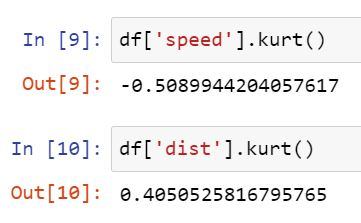 In [9]: df['speed'].kurt()
Out[9]: -0.5089944204057617
In [10]: df['dist'].kurt()
Out[10]: 0.4050525816795765